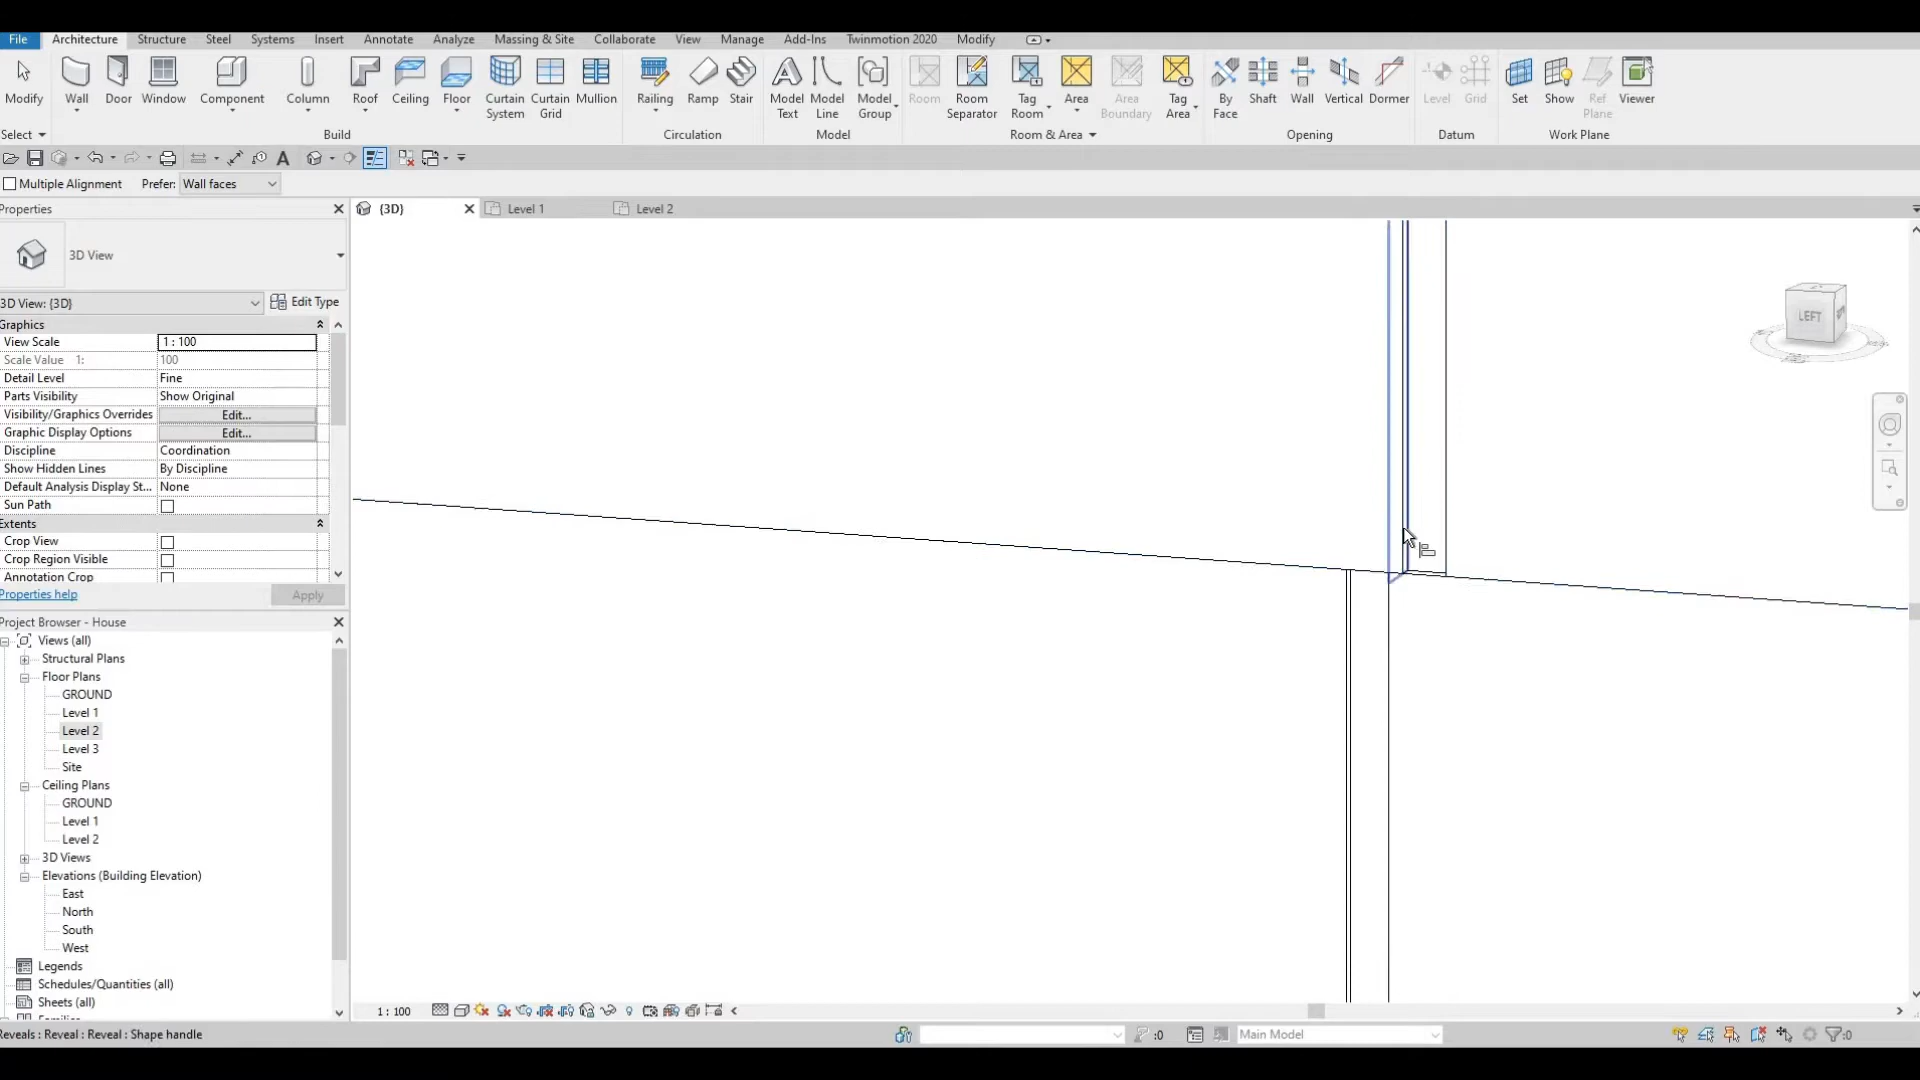 File Architecture Structure Steel Systems Insert Annotate Analyze Massing & Site Collaborate View Manage Add-Ins Twinmotion 2020 Modify
Modify Wall Door Window Component Column Roof Ceiling Floor Curtain System Curtain Grid Mullion Railing Ramp Stair Model Text Model Line Model Group Room Room Separator Tag Room Area Area Boundary Tag Area By Face Shaft Wall Vertical Dormer Level Grid Set Show Ref Plane Viewer
Select Build Circulation Model Room & Area Opening Datum Work Plane
Multiple Alignment Prefer: Wall faces
Properties
{3D} Level 1 Level 2
3D View
3D View: {3D} Edit Type
Graphics
View Scale 1 : 100
Scale Value 1: 100
Detail Level Fine
Parts Visibility Show Original
Visibility/Graphics Overrides Edit...
Graphic Display Options Edit...
Discipline Coordination
Show Hidden Lines By Discipline
Default Analysis Display St... None
Sun Path
Extents
Crop View
Crop Region Visible
Annotation Crop
Properties help Apply
LEFT
Project Browser - House
Views (all)
Structural Plans
Floor Plans
GROUND
Level 1
Level 2
Level 3
Site
Ceiling Plans
GROUND
Level 1
Level 2
3D Views
Elevations (Building Elevation)
East
North
South
West
Legends
Schedules/Quantities (all)
Sheets (all)
1 : 100
Reveals : Reveal : Reveal : Shape handle :0 Main Model :0